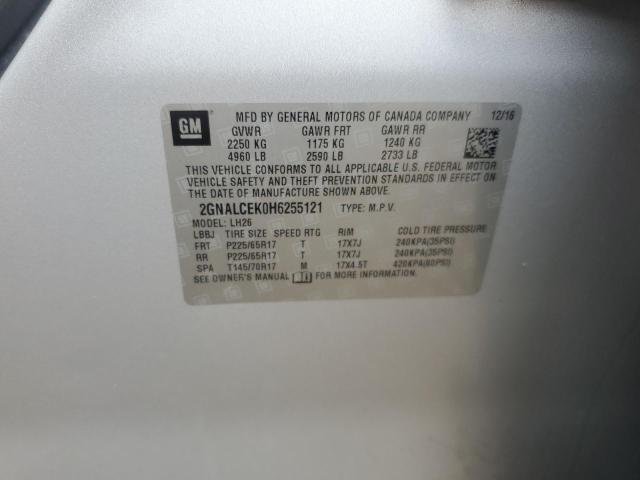 GM
MFD BY GENERAL MOTORS OF CANADA COMPANY 12/16
GVWR GAWR FRT GAWR RR
2250 KG 1175 KG 1240 KG
4960 LB 2590 LB 2733 LB
THIS VEHICLE CONFORMS TO ALL APPLICABLE U.S. FEDERAL MOTOR
VEHICLE SAFETY, BUMPER, AND THEFT PREVENTION STANDARDS IN EFFECT ON
THE DATE OF MANUFACTURE SHOWN ABOVE.
2GNALCEK0H6255121 TYPE: M.P.V.
MODEL: LH26
LBBJ TIRE SIZE SPEED RTG RIM COLD TIRE PRESSURE
FRT P225/65R17 T 17X7J 240KPA(35PSI)
RR P225/65R17 T 17X7J 240KPA(35PSI)
SPA T145/70R17 M 17X4.5T 420KPA(60PSI)
SEE OWNER'S MANUAL FOR MORE INFORMATION.